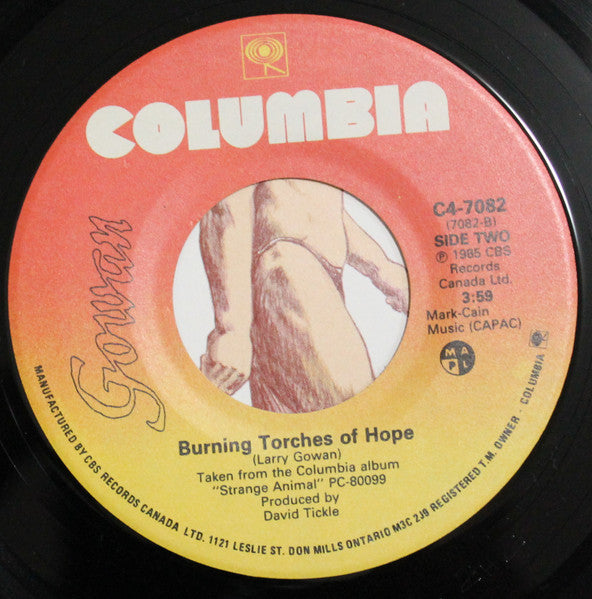 COLUMBIA
Gowan
C4-7082
(7082-B)
SIDE TWO
℗ 1985 CBS
Records
Canada Ltd.
3:59
Mark-Cain
Music (CAPAC)
M A
P L
Burning Torches of Hope
(Larry Gowan)
Taken from the Columbia album
"Strange Animal" PC-80099
Produced by
David Tickle
MANUFACTURED BY CBS RECORDS CANADA LTD. 1121 LESLIE ST. DON MILLS ONTARIO M3C 2J9 REGISTERED T.M. OWNER - COLUMBIA